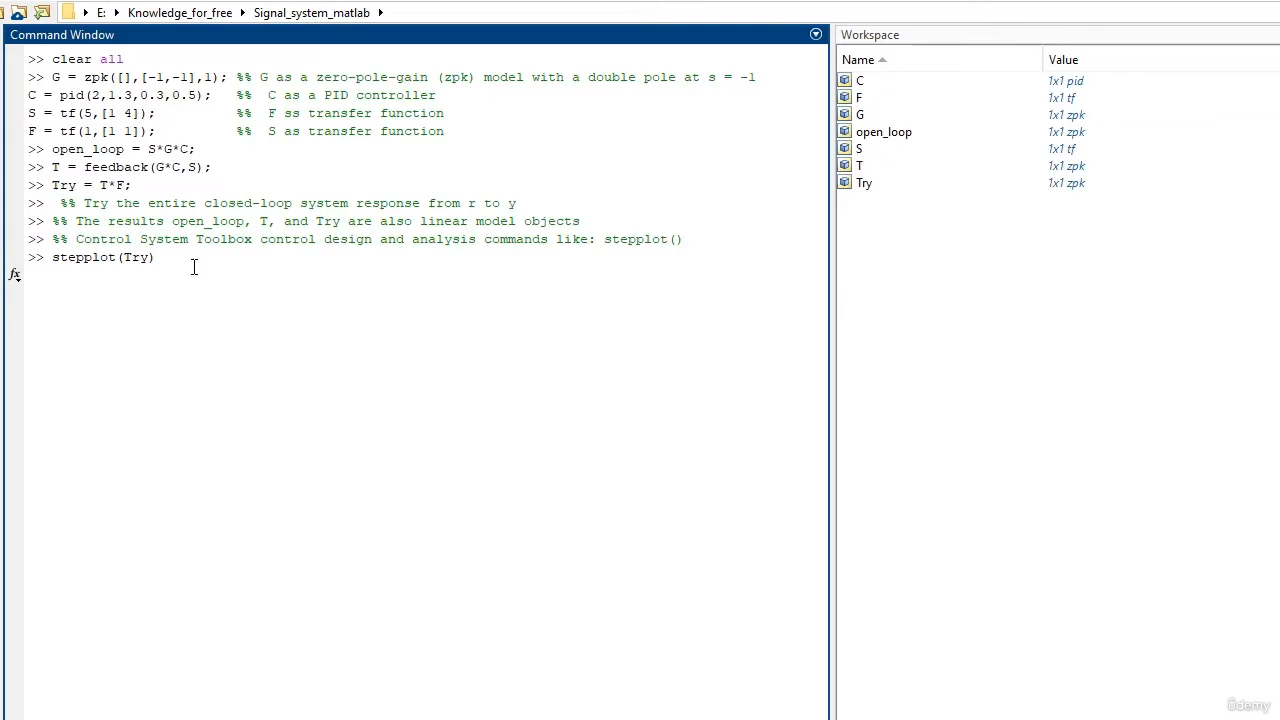 E: Knowledge_for_free Signal_system_matlab
Command Window
>> clear all
>> G = zpk([],[-1,-1],1); %% G as a zero-pole-gain (zpk) model with a double pole at s = -1
C = pid(2,1.3,0.3,0.5); %% C as a PID controller
S = tf(5,[1 4]); %% F ss transfer function
F = tf(1,[1 1]); %% S as transfer function
>> open_loop = S*G*C;
>> T = feedback(G*C,S);
>> Try = T*F;
>> %% Try the entire closed-loop system response from r to y
>> %% The results open_loop, T, and Try are also linear model objects
>> %% Control System Toolbox control design and analysis commands like: stepplot()
>> stepplot(Try)
fx
Workspace
Name Value
C 1x1 pid
F 1x1 tf
G 1x1 zpk
open_loop 1x1 zpk
S 1x1 tf
T 1x1 zpk
Try 1x1 zpk
Udemy